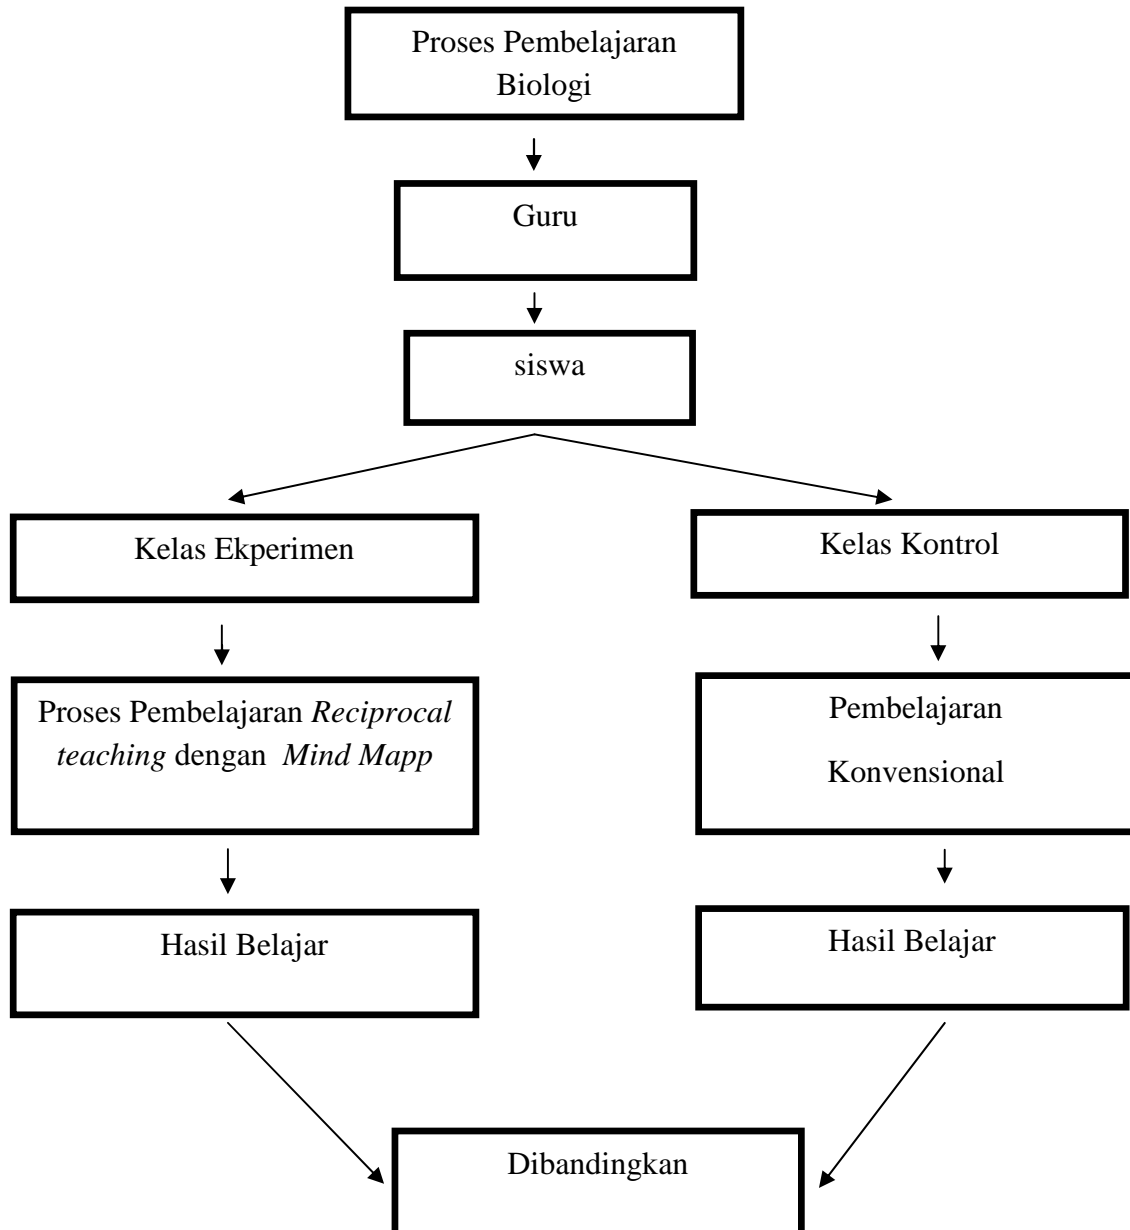 Proses Pembelajaran
Biologi
Guru
siswa
Kelas Ekperimen
Kelas Kontrol
Proses Pembelajaran Reciprocal
teaching dengan Mind Mapp
Pembelajaran
Konvensional
Hasil Belajar
Hasil Belajar
Dibandingkan